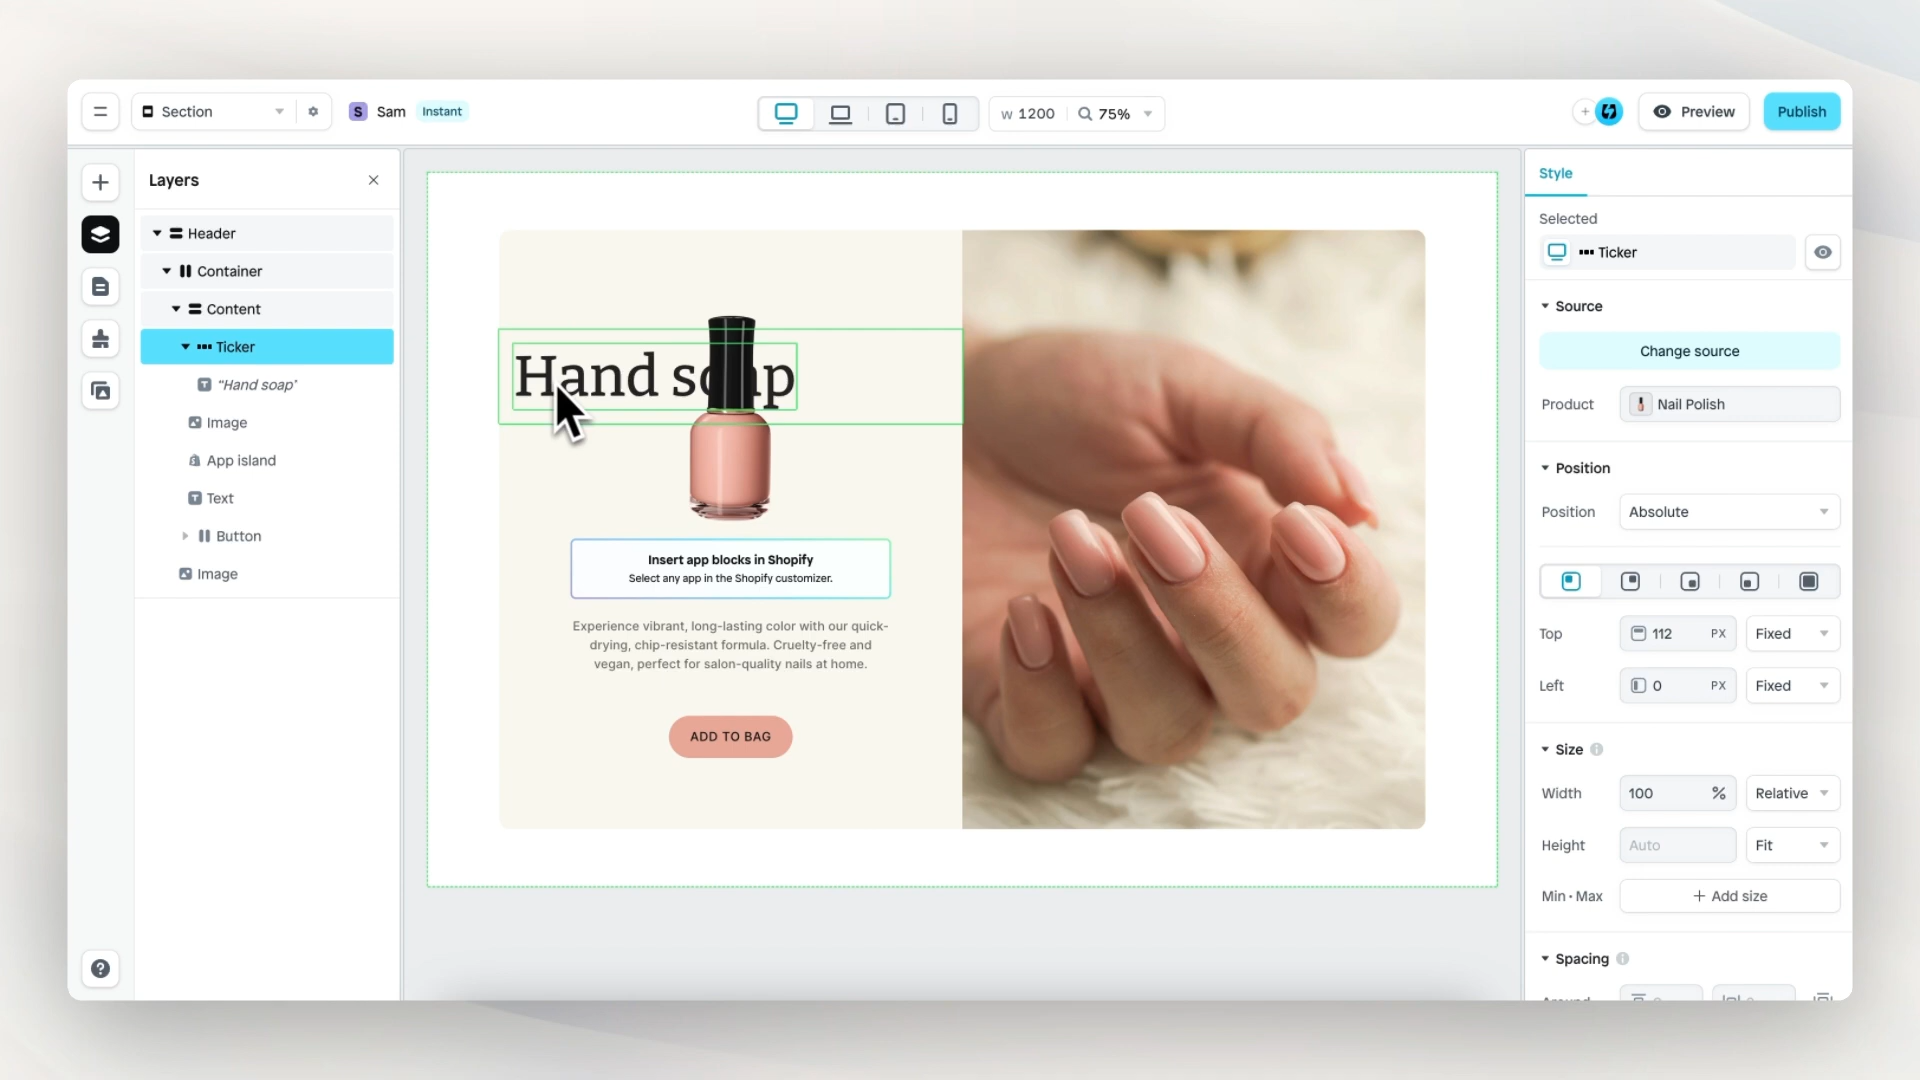 Section
S Sam Instant
W 1200 75%
Preview
Publish
Layers
Header
Container
Content
Ticker
T "Hand soap"
Image
App island
T Text
Button
Image
Hand soap
Insert app blocks in Shopify
Select any app in the Shopify customizer.
Experience vibrant, long-lasting color with our quick-
drying, chip-resistant formula. Cruelty-free and
vegan, perfect for salon-quality nails at home.
ADD TO BAG
Style
Selected
Ticker
Source
Change source
Product Nail Polish
Position
Position Absolute
Top 112 PX Fixed
Left 0 PX Fixed
Size
Width 100 % Relative
Height Auto Fit
Min · Max + Add size
Spacing